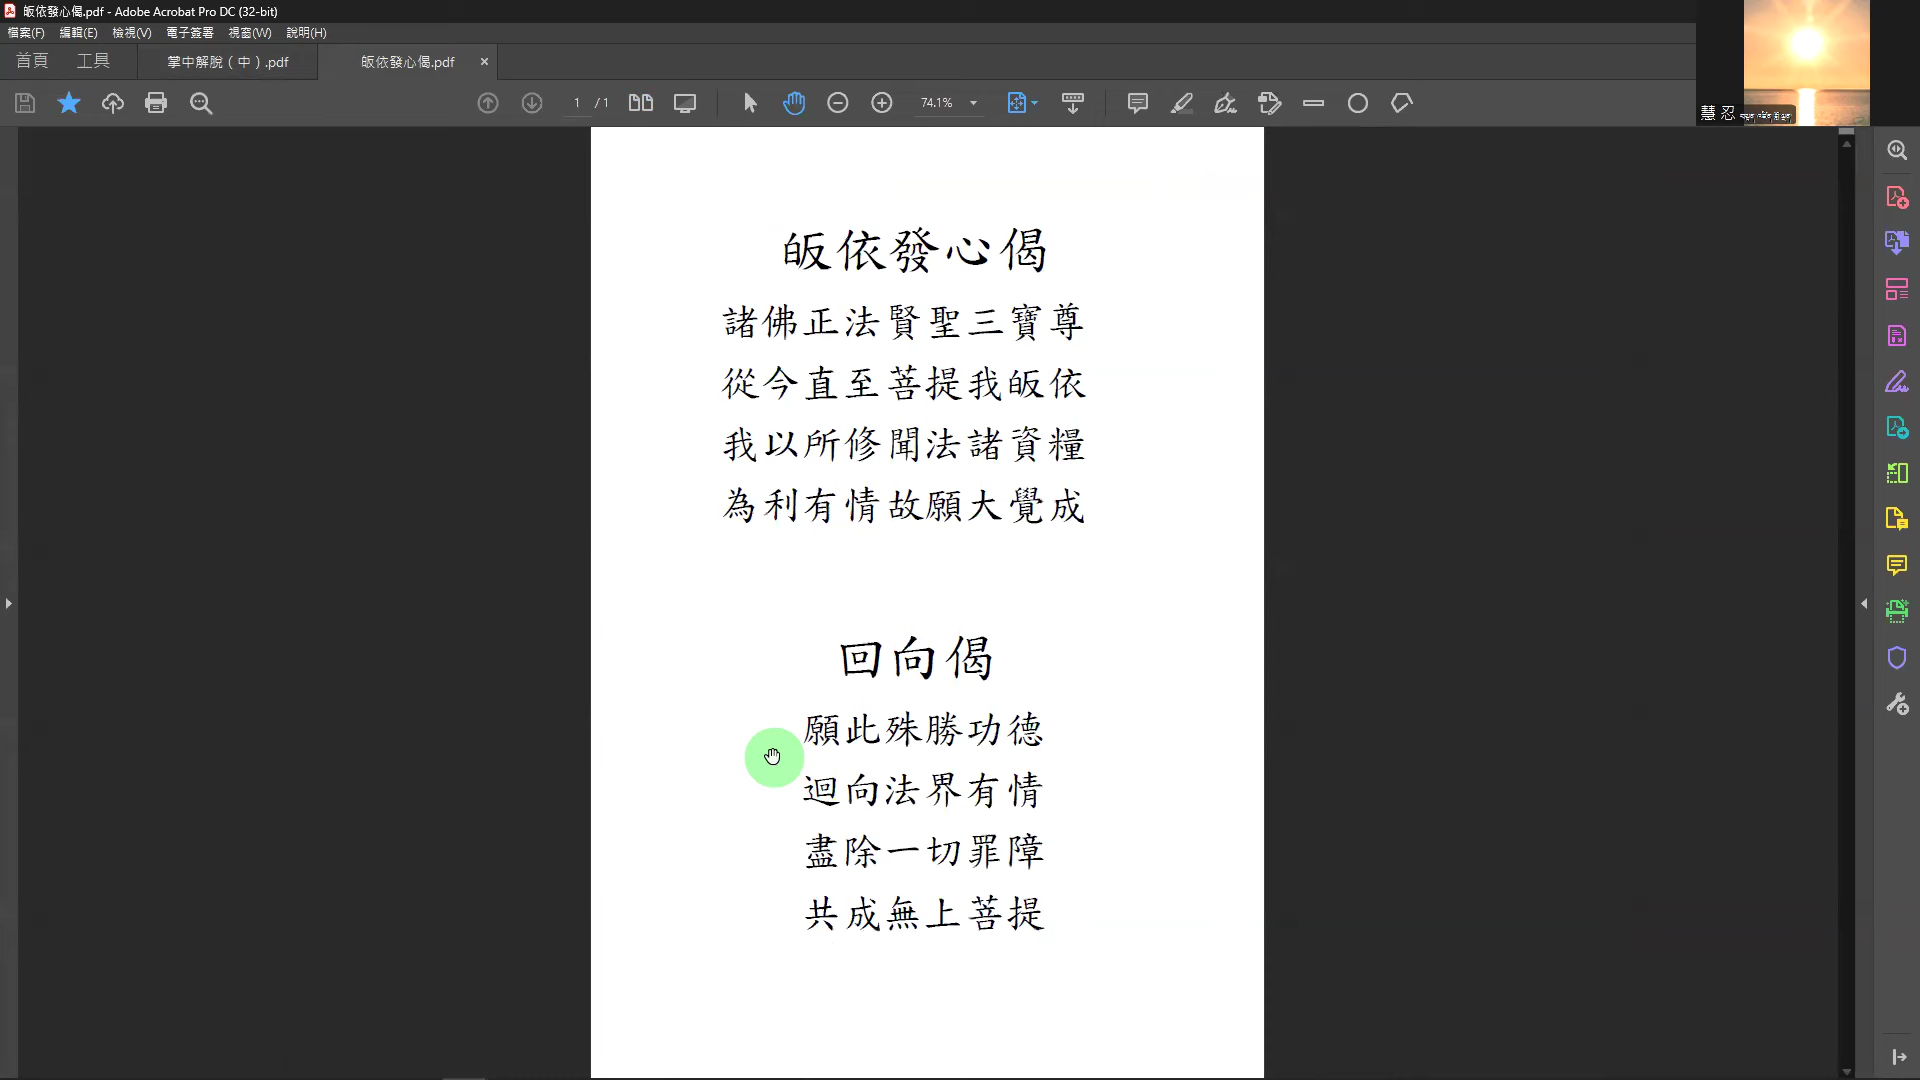 皈依發心偈.pdf - Adobe Acrobat Pro DC (32-bit)
檔案(F) 編輯(E) 檢視(V) 電子簽署 視窗(W) 說明(H)
首頁 工具 掌中解脫（中）.pdf 皈依發心偈.pdf ×
1 / 1 74.1%
慧 忍
皈依發心偈
諸佛正法賢聖三寶尊
從今直至菩提我皈依
我以所修聞法諸資糧
為利有情故願大覺成
回向偈
願此殊勝功德
迴向法界有情
盡除一切罪障
共成無上菩提